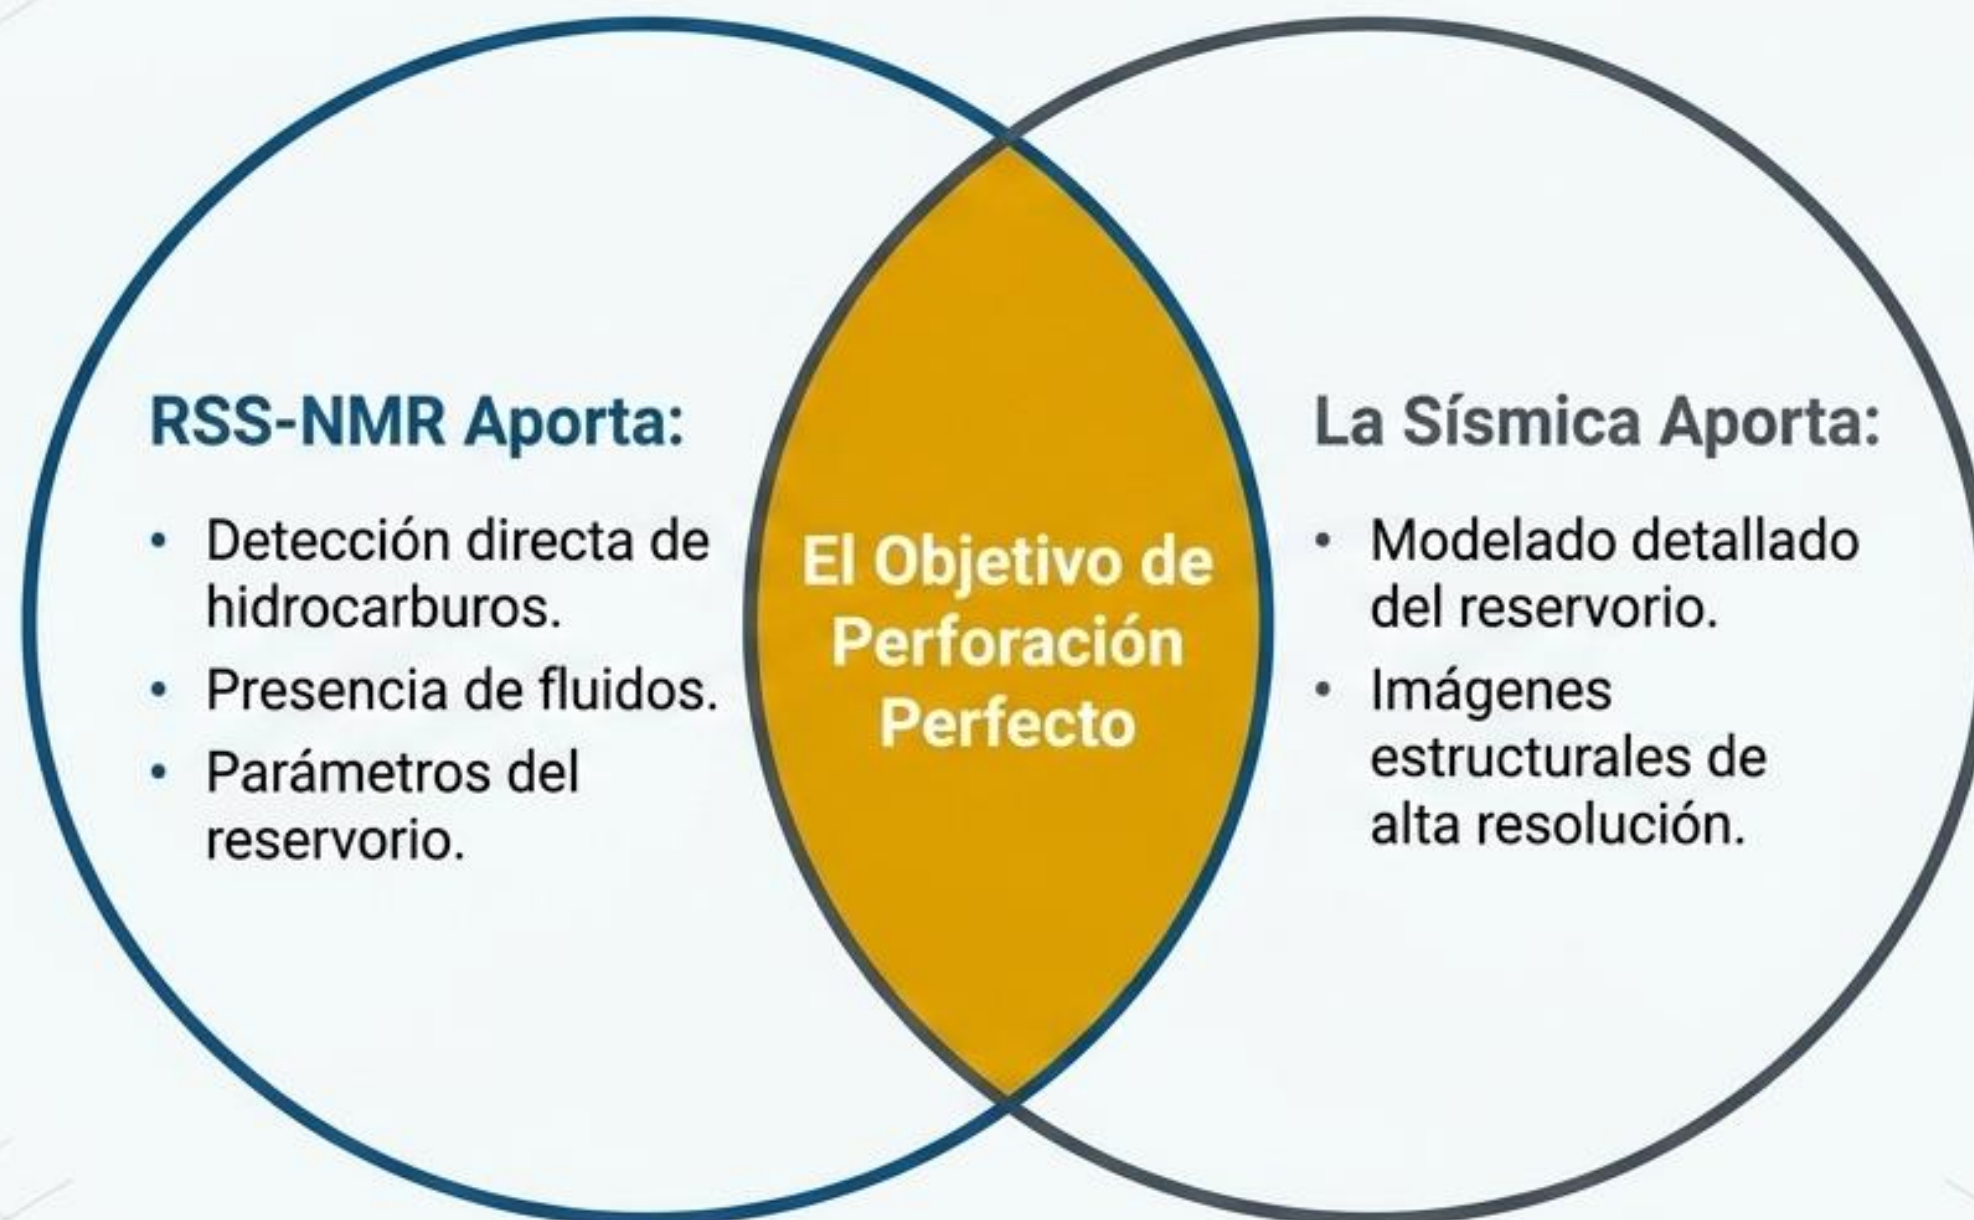 RSS-NMR Aporta:
• Detección directa de
hidrocarburos.
• Presencia de fluidos.
• Parámetros del
reservorio.
El Objetivo de
Perforación
Perfecto
La Sísmica Aporta:
• Modelado detallado
del reservorio.
• Imágenes
estructurales de
alta resolución.